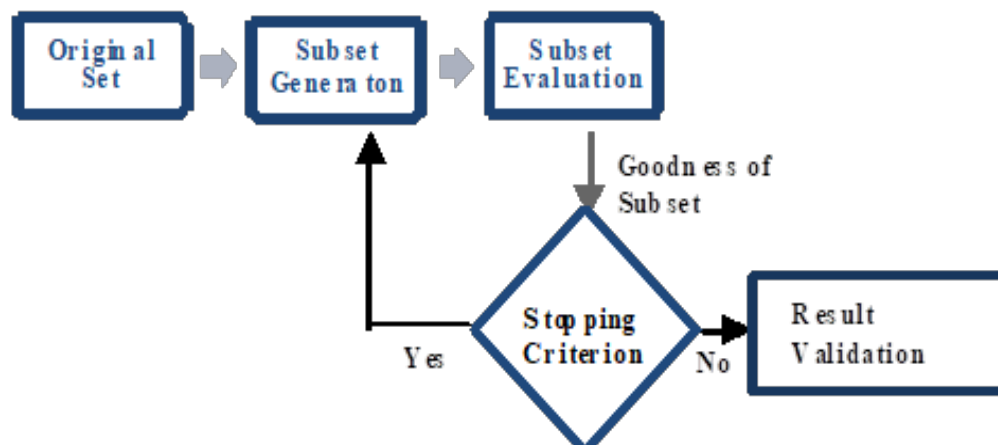 Original
Set
Subset
Generaton
Subset
Evaluation
Goodness of
Subset
Stopping
Criterion
Yes
No
Result
Validation